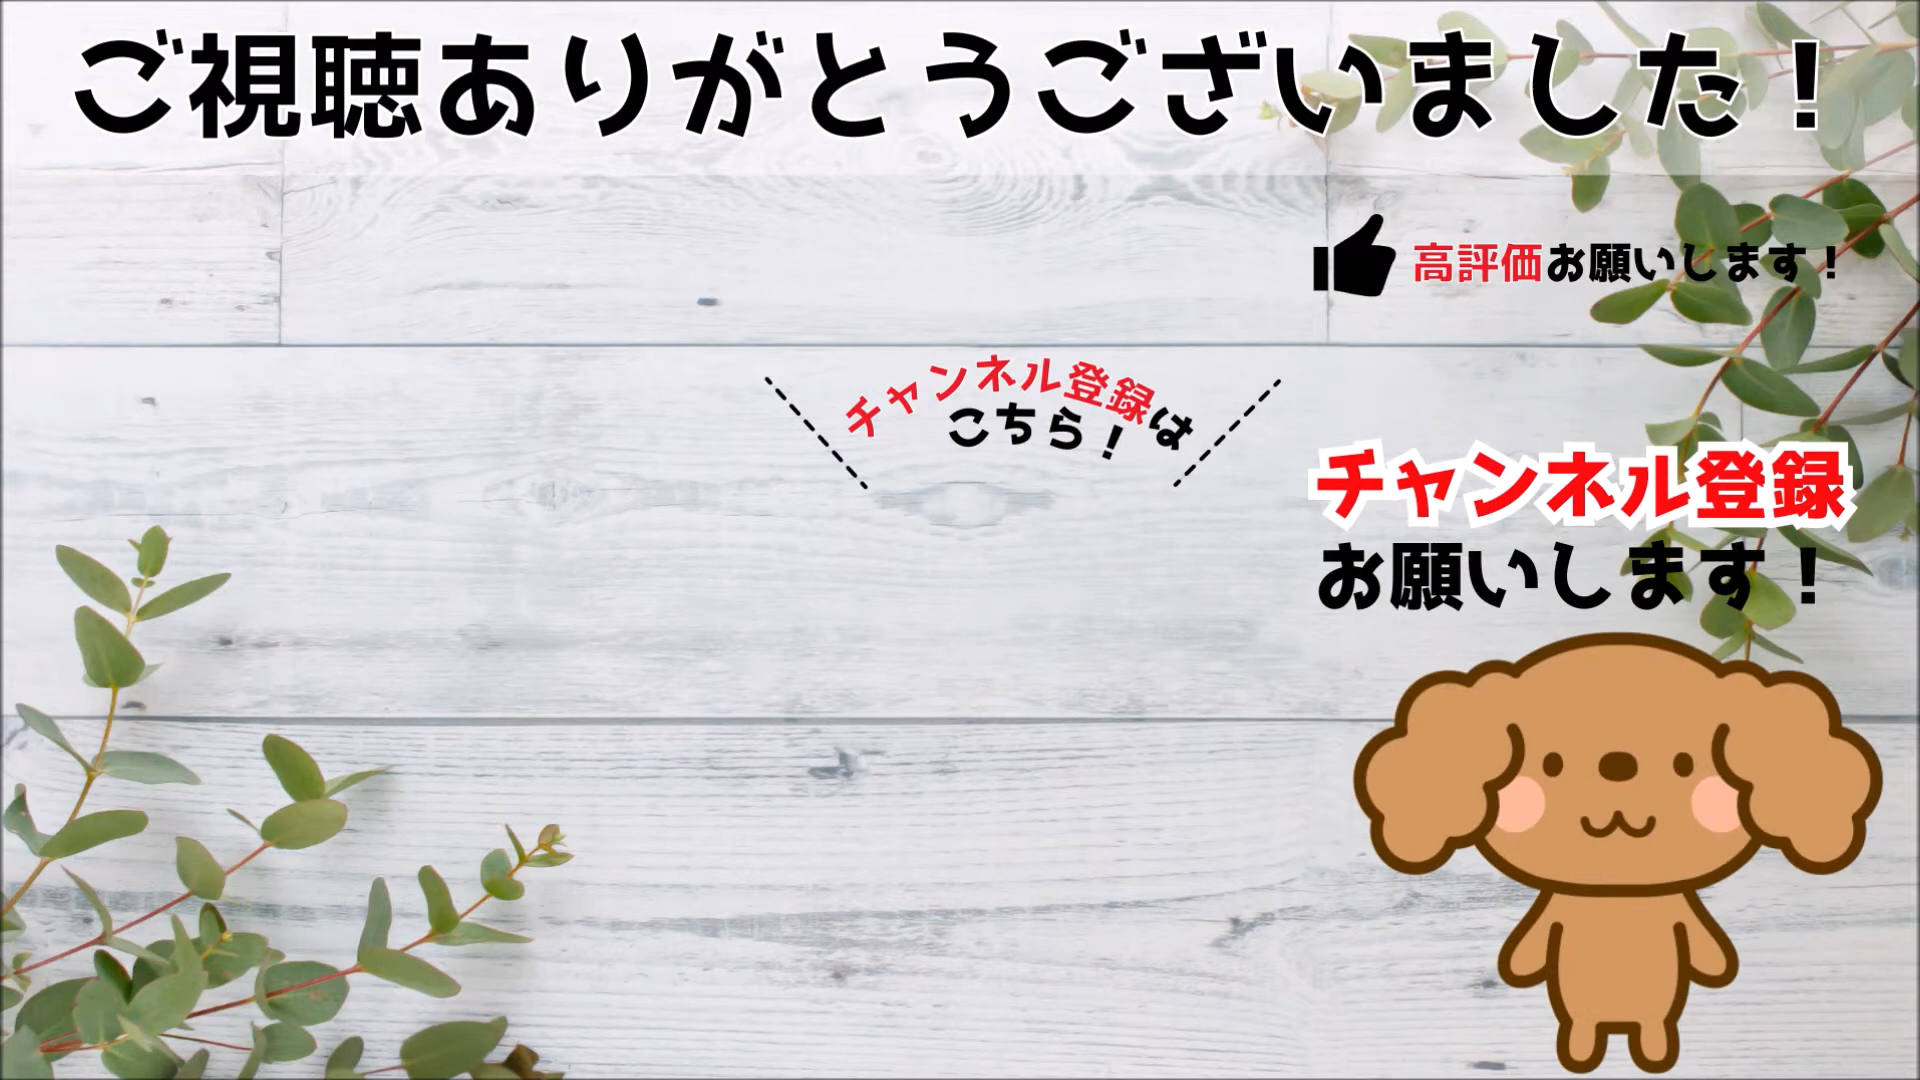 ご視聴ありがとうございました！
高評価お願いします！
チャンネル登録は
こちら！
チャンネル登録
お願いします！